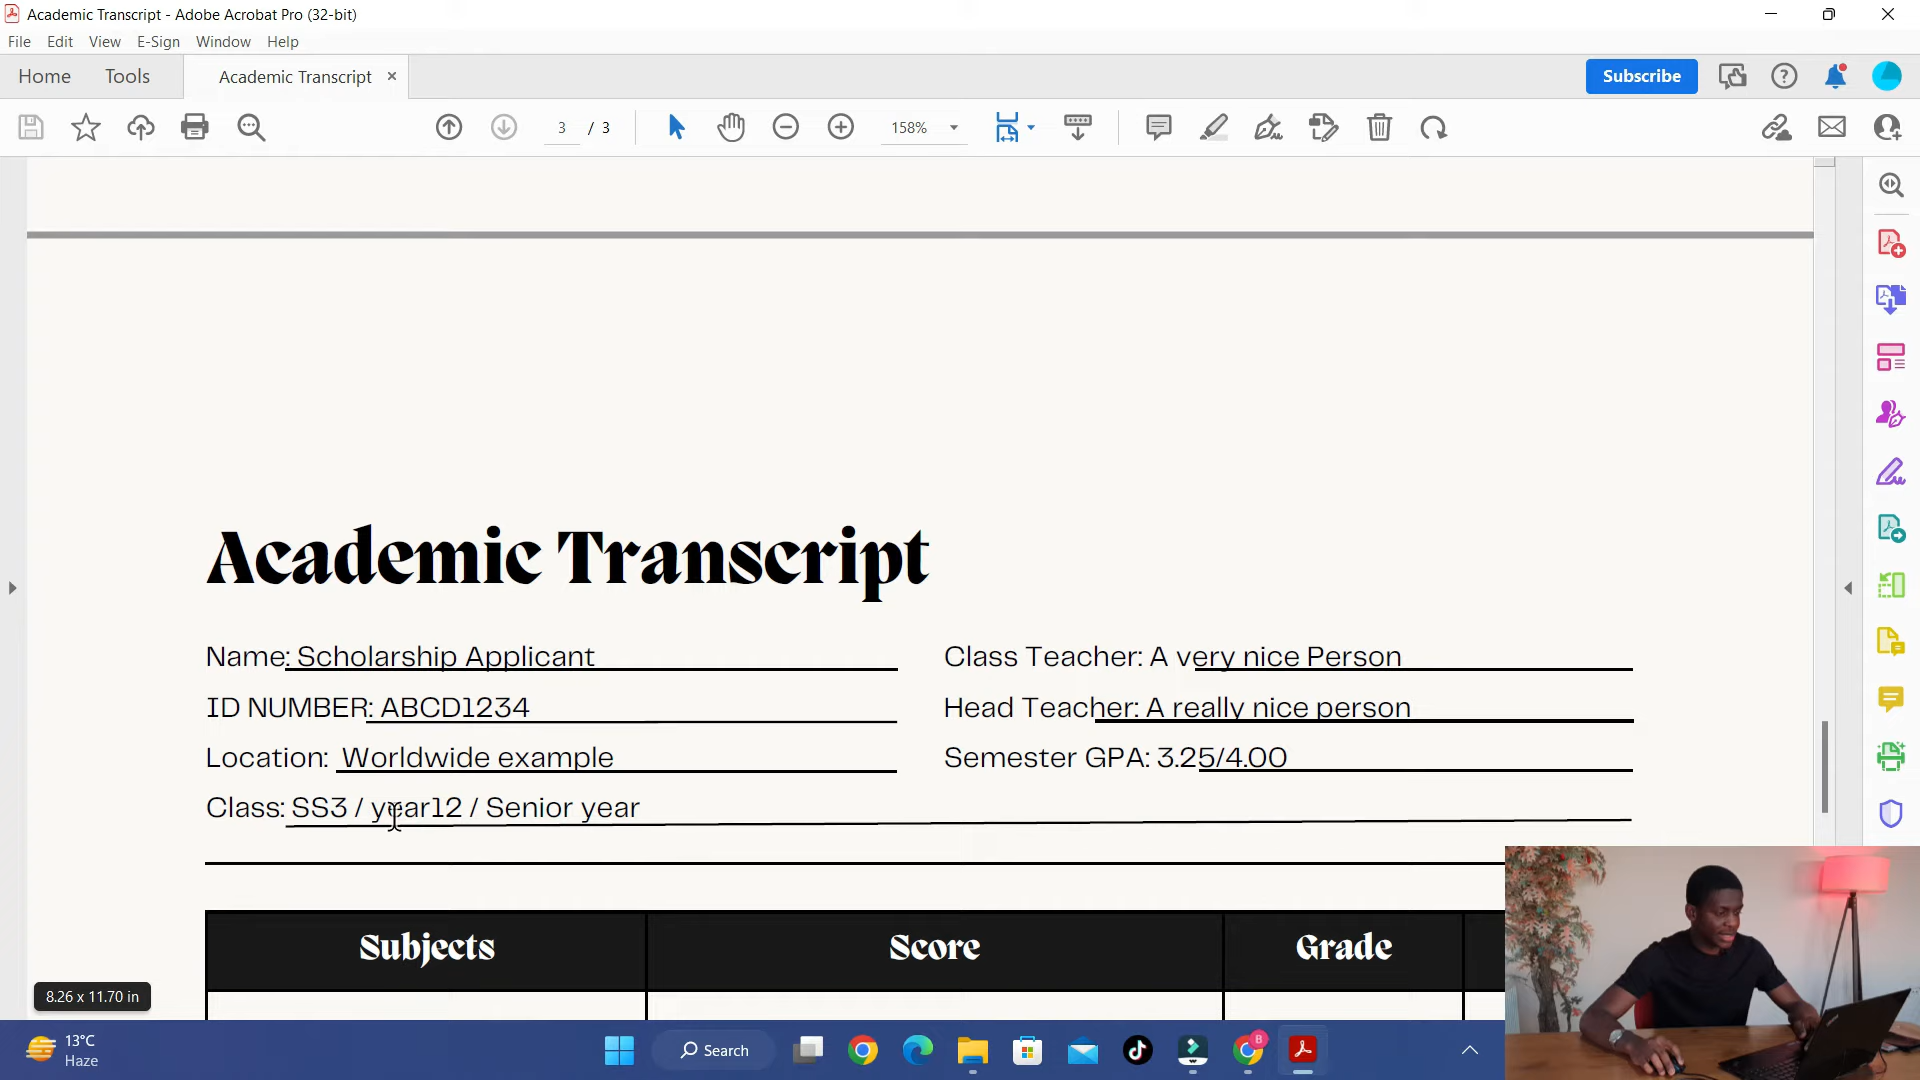 Academic Transcript - Adobe Acrobat Pro (32-bit)
File Edit View E-Sign Window Help
Home Tools Academic Transcript × Subscribe
3 / 3 158%
Academic Transcript
Name: Scholarship Applicant
Class Teacher: A very nice Person
ID NUMBER: ABCD1234
Head Teacher: A really nice person
Location: Worldwide example
Semester GPA: 3.25/4.00
Class: SS3 / year12 / Senior year
Subjects Score Grade
8.26 x 11.70 in
13°C
Haze
Search
B